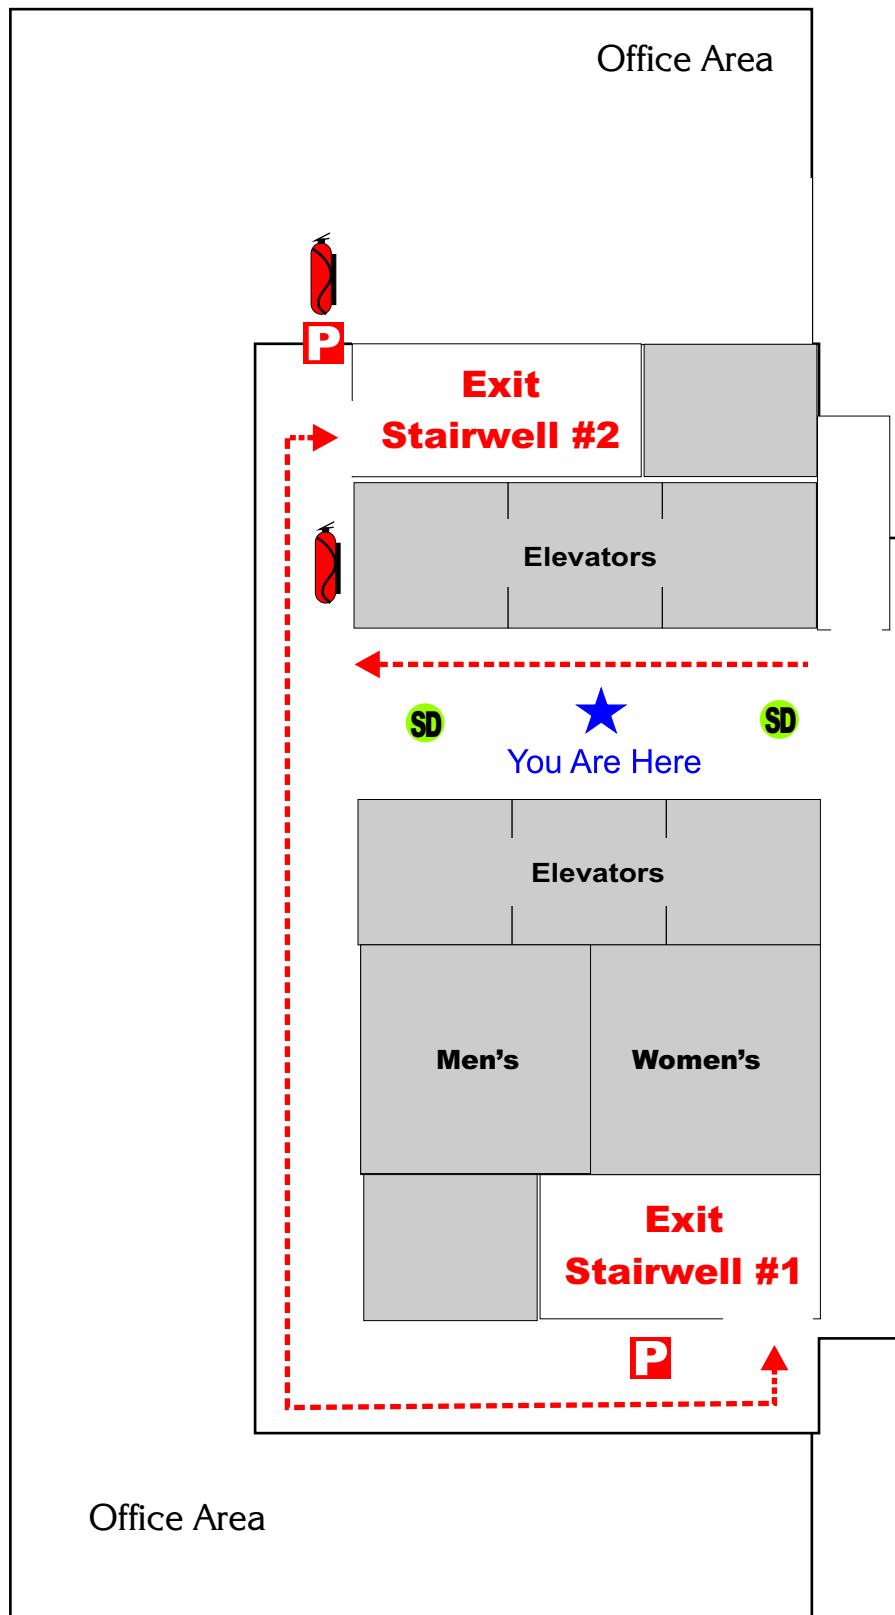 Office Area
P
Exit
Stairwell #2
Elevators
SD
SD
You Are Here
Elevators
Men’s
Women’s
Exit
Stairwell #1
P
Office Area